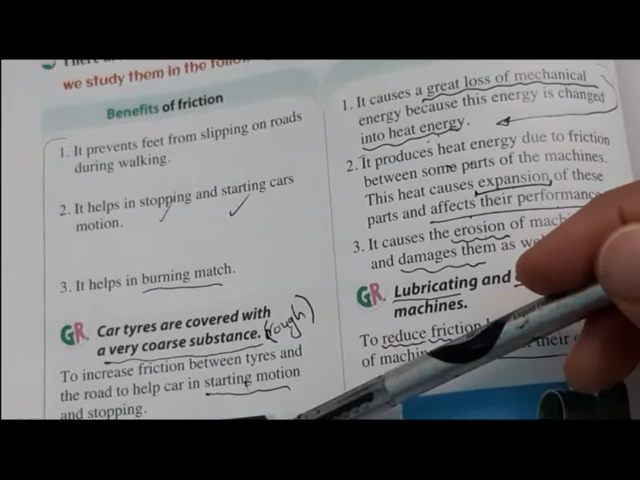 There
we study them in the
Benefits of friction
1. It prevents feet from slipping on roads
during walking.
2. It helps in stopping and starting cars
motion.
3. It helps in burning match.
GR. Car tyres are covered with
a very coarse substance. (rough)
To increase friction between tyres and
the road to help car in starting motion
and stopping.
1. It causes a great loss of mechanical
energy because this energy is changed
into heat energy.
2. It produces heat energy due to friction
between some parts of the machines.
This heat causes expansion of these
parts and affects their performance
3. It causes the erosion of
and damages them as
GR. Lubricating and
machines.
To reduce friction
of their